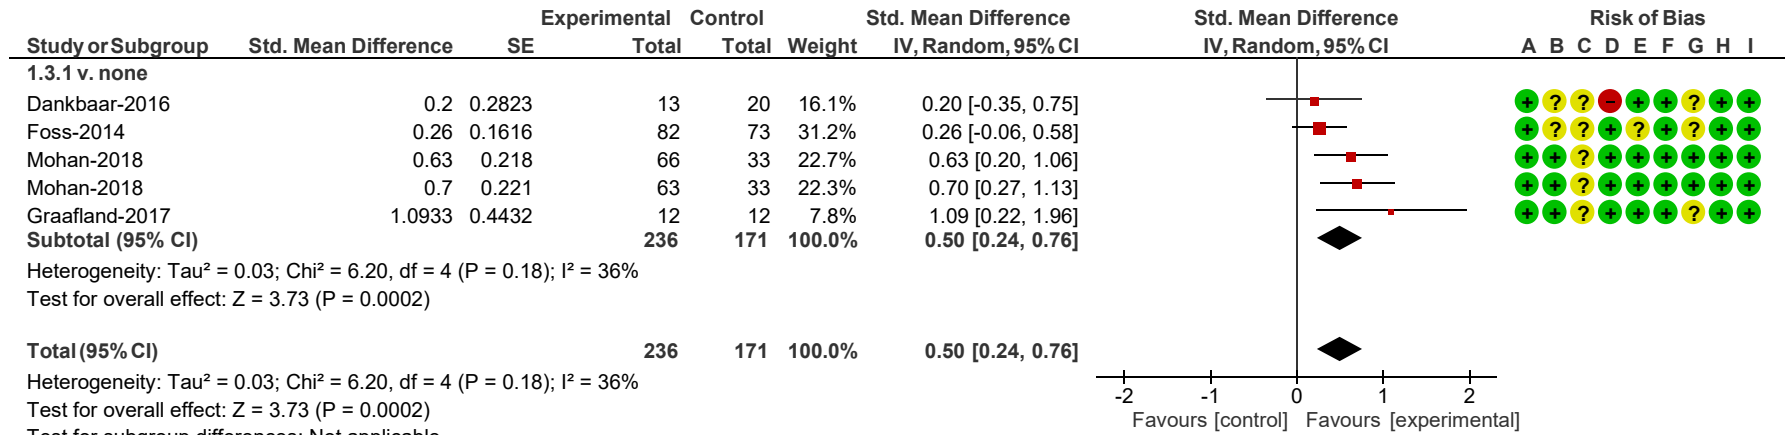 Experimental Control Std. Mean Difference Std. Mean Difference Risk of Bias
Study or Subgroup Std. Mean Difference SE Total Total Weight IV, Random, 95% CI IV, Random, 95% CI A B C D E F G H I
1.3.1 v. none
Dankbaar-2016 0.2 0.2823 13 20 16.1% 0.20 [-0.35, 0.75] + ? ? – + + ? + +
Foss-2014 0.26 0.1616 82 73 31.2% 0.26 [-0.06, 0.58] + ? ? + ? + ? + +
Mohan-2018 0.63 0.218 66 33 22.7% 0.63 [0.20, 1.06] + + ? + + + + + +
Mohan-2018 0.7 0.221 63 33 22.3% 0.70 [0.27, 1.13] + + ? + + + + + +
Graafland-2017 1.0933 0.4432 12 12 7.8% 1.09 [0.22, 1.96] + + ? + + + ? + +
Subtotal (95% CI) 236 171 100.0% 0.50 [0.24, 0.76]
Heterogeneity: Tau² = 0.03; Chi² = 6.20, df = 4 (P = 0.18); I² = 36%
Test for overall effect: Z = 3.73 (P = 0.0002)
Total (95% CI) 236 171 100.0% 0.50 [0.24, 0.76]
Heterogeneity: Tau² = 0.03; Chi² = 6.20, df = 4 (P = 0.18); I² = 36%
Test for overall effect: Z = 3.73 (P = 0.0002)
Test for subgroup differences: Not applicable
-2 -1 0 1 2
Favours [control] Favours [experimental]